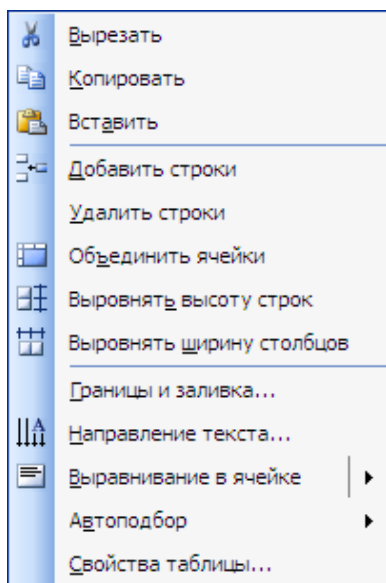 Вырезать
Копировать
Вставить
Добавить строки
Удалить строки
Объединить ячейки
Выровнять высоту строк
Выровнять ширину столбцов
Границы и заливка...
Направление текста...
Выравнивание в ячейке
Автоподбор
Свойства таблицы...